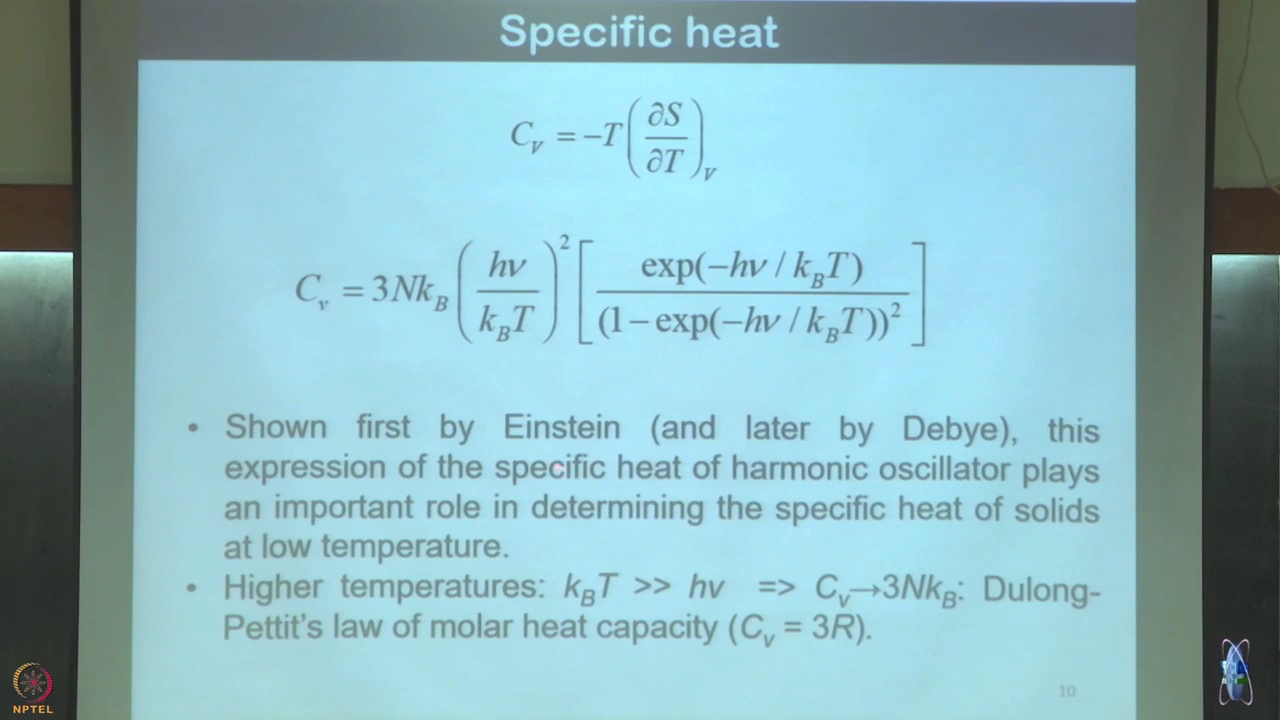 Specific heat
C_V = −T(∂S/∂T)_V
C_v = 3Nk_B (hν/k_BT)² [exp(−hν / k_BT)/(1−exp(−hν / k_BT))²]
• Shown first by Einstein (and later by Debye), this
expression of the specific heat of harmonic oscillator plays
an important role in determining the specific heat of solids
at low temperature.
• Higher temperatures: k_BT >> hν => C_v→3Nk_B: Dulong-
Pettit's law of molar heat capacity (C_v = 3R).
10
NPTEL